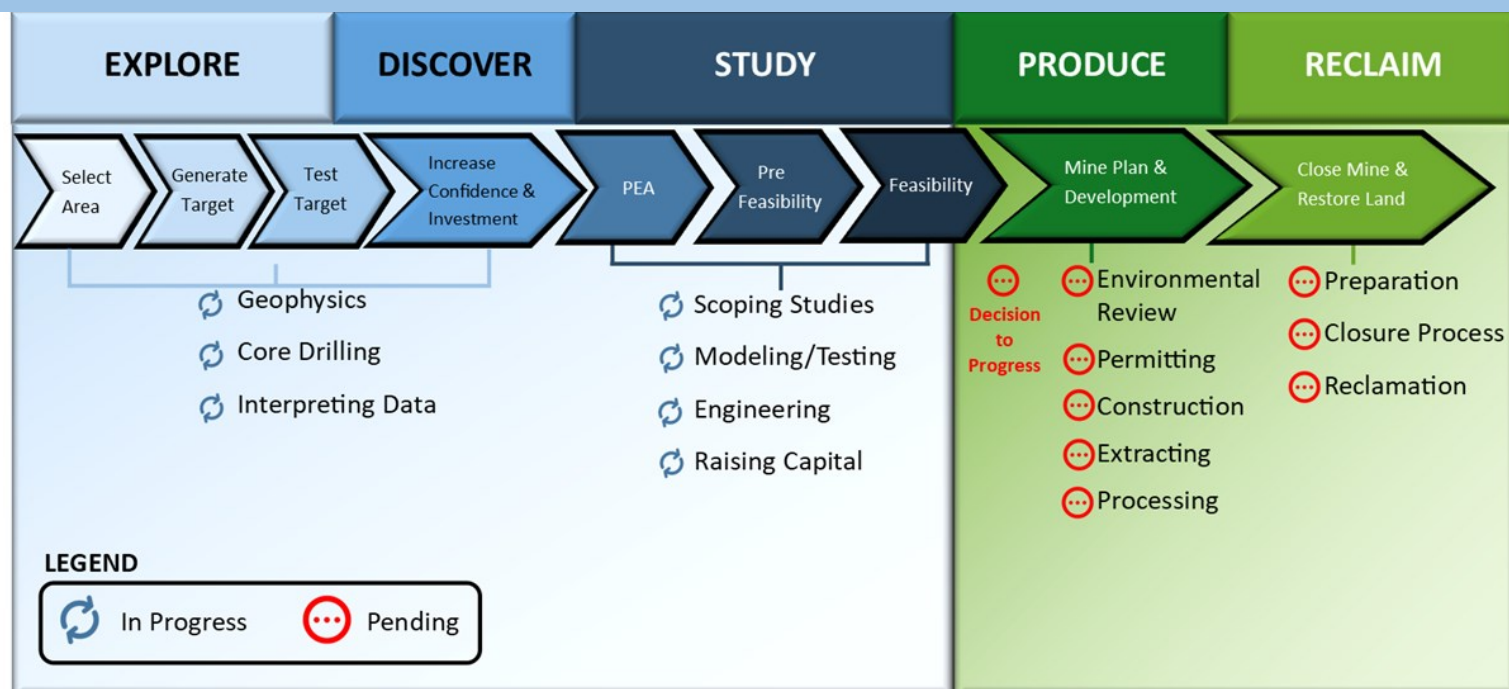 EXPLORE
DISCOVER
STUDY
PRODUCE
RECLAIM
Select
Area
Generate
Target
Test
Target
Increase
Confidence &
Investment
PEA
Pre
Feasibility
Feasibility
Mine Plan &
Development
Close Mine &
Restore Land
Geophysics
Core Drilling
Interpreting Data
Scoping Studies
Modeling/Testing
Engineering
Raising Capital
Decision
to
Progress
Environmental
Review
Permitting
Construction
Extracting
Processing
Preparation
Closure Process
Reclamation
LEGEND
In Progress
Pending